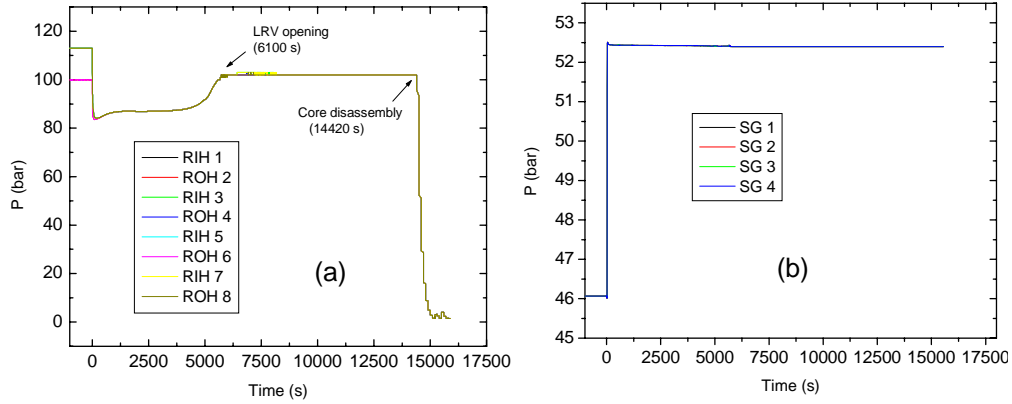 (a)
120
100
80
60
40
20
0
P (bar)
LRV opening
(6100 s)
Core disassembly
(14420 s)
RIH 1
ROH 2
RIH 3
ROH 4
RIH 5
ROH 6
RIH 7
ROH 8
(a)
0 2500 5000 7500 10000 12500 15000 17500
Time (s)
53
52
51
50
49
48
47
46
45
P (bar)
(b)
SG 1
SG 2
SG 3
SG 4
(b)
0 2500 5000 7500 10000 12500 15000 17500
Time (s)